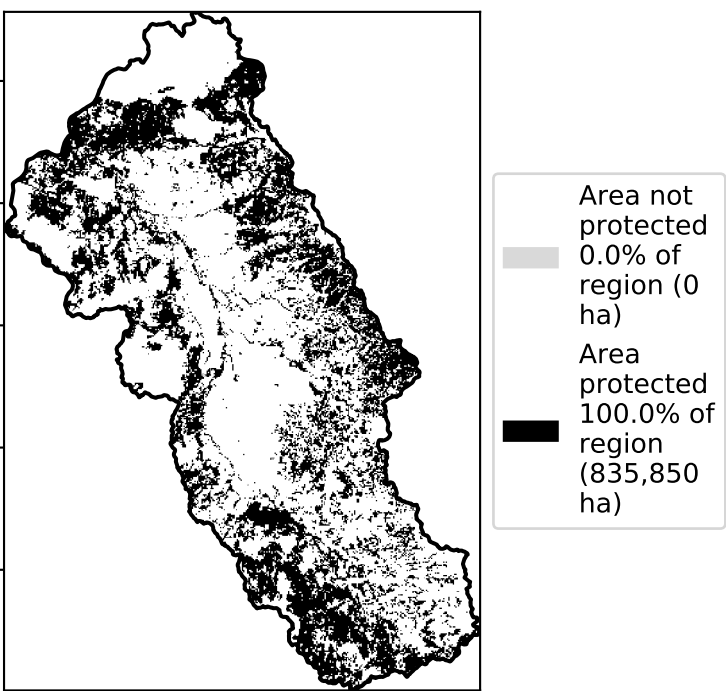 Area not
protected
0.0% of
region (0
ha)
Area
protected
100.0% of
region
(835,850
ha)